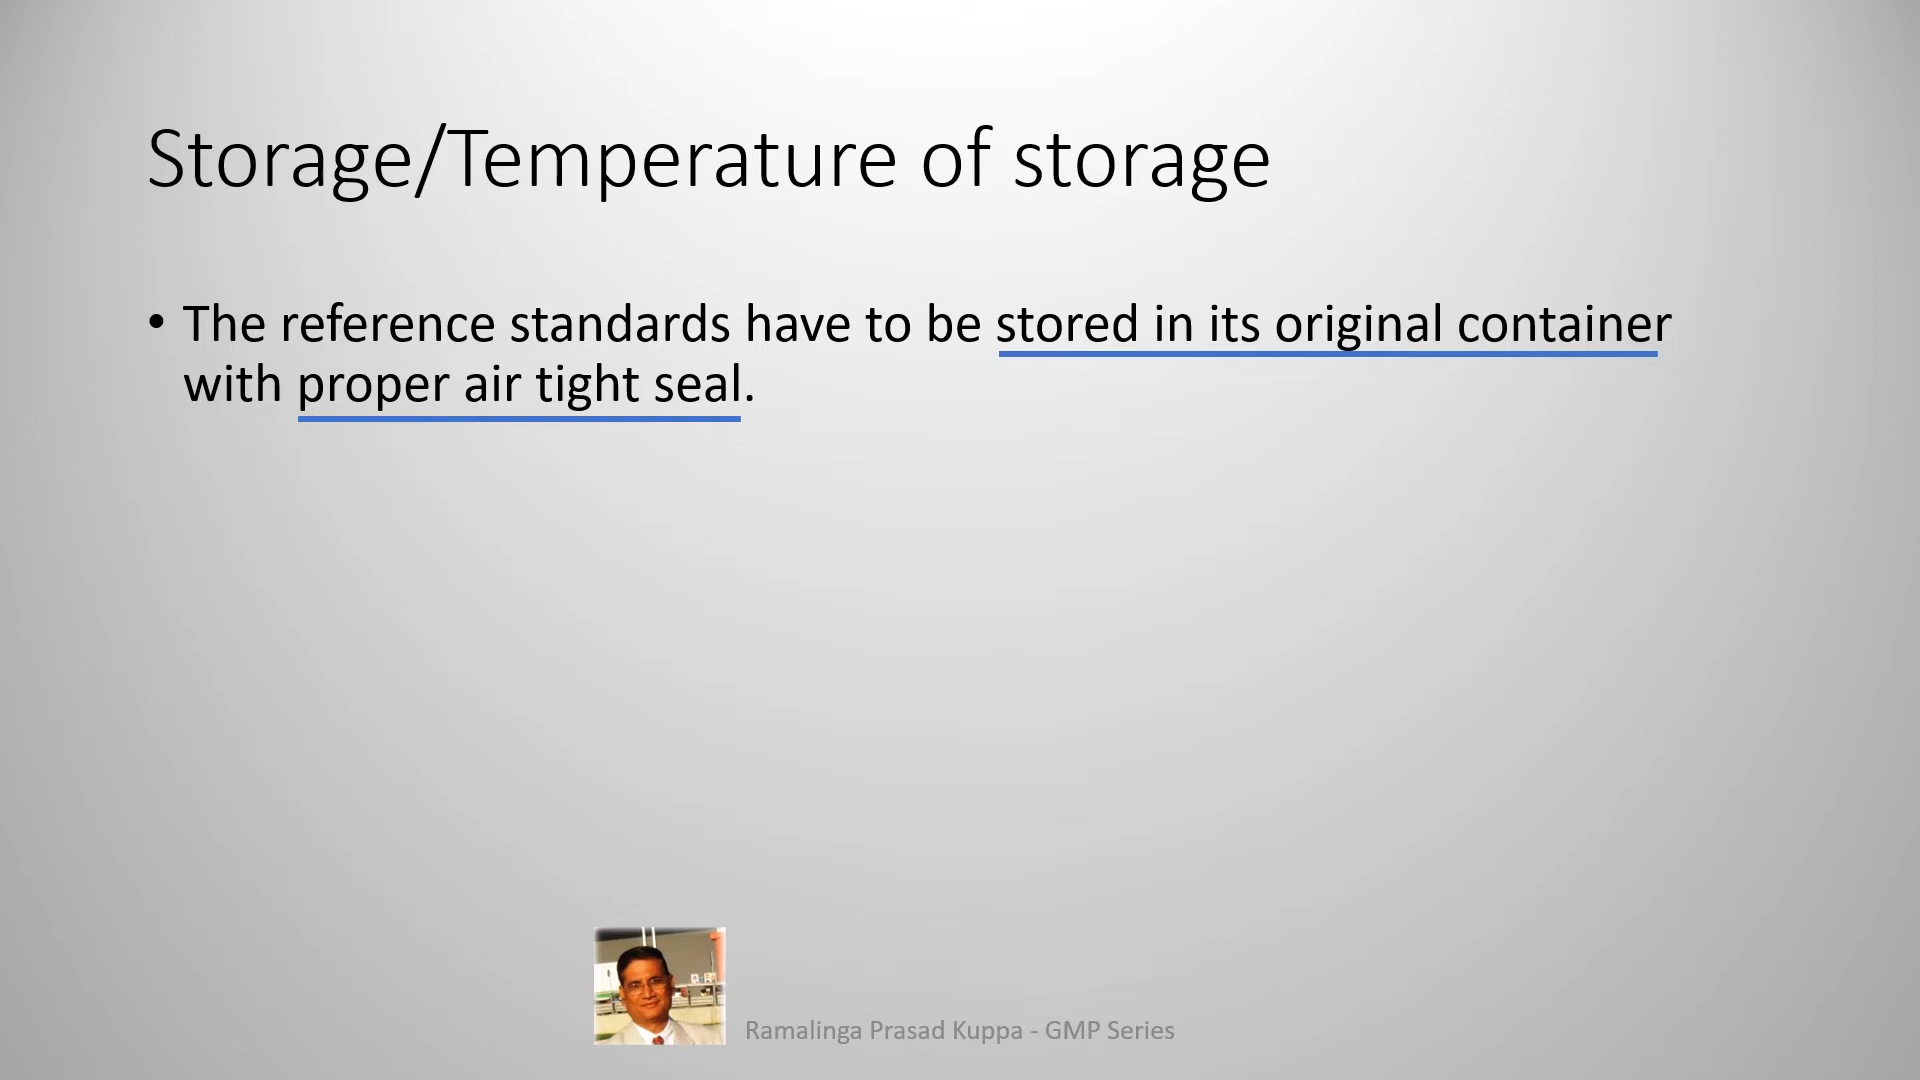 Storage/Temperature of storage
• The reference standards have to be stored in its original container
with proper air tight seal.
Ramalinga Prasad Kuppa - GMP Series